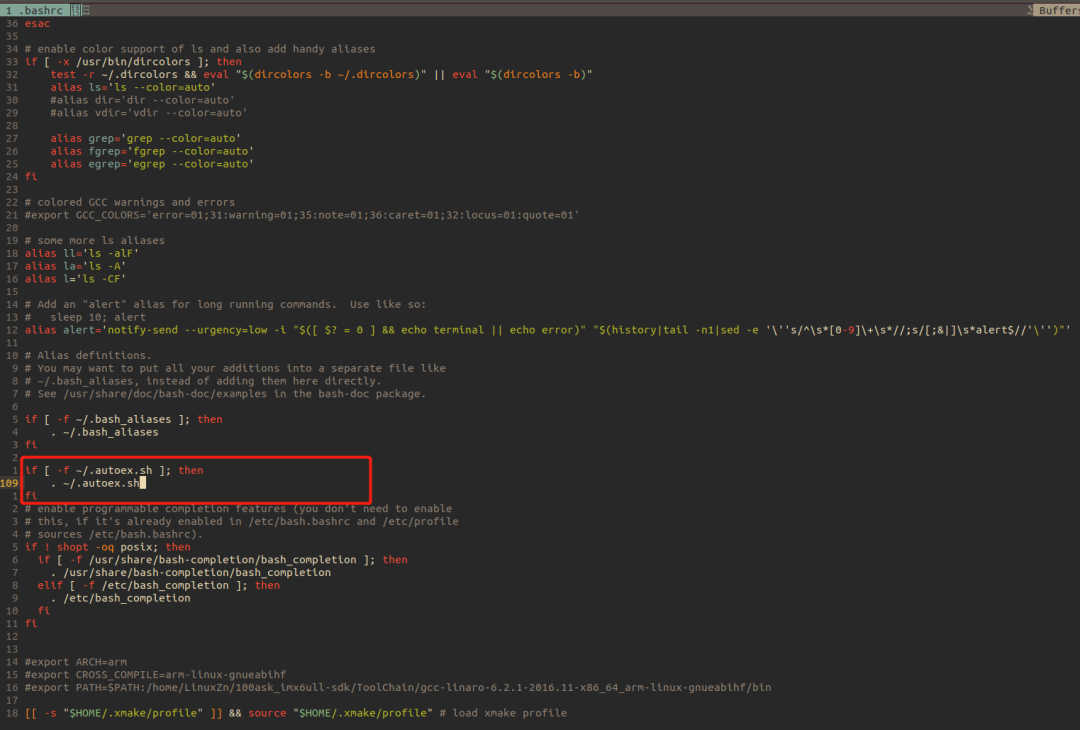 1 .bashrc Buffers
36 esac
35
34 # enable color support of ls and also add handy aliases
33 if [ -x /usr/bin/dircolors ]; then
32     test -r ~/.dircolors && eval "$(dircolors -b ~/.dircolors)" || eval "$(dircolors -b)"
31     alias ls='ls --color=auto'
30     #alias dir='dir --color=auto'
29     #alias vdir='vdir --color=auto'
28
27     alias grep='grep --color=auto'
26     alias fgrep='fgrep --color=auto'
25     alias egrep='egrep --color=auto'
24 fi
23
22 # colored GCC warnings and errors
21 #export GCC_COLORS='error=01;31:warning=01;35:note=01;36:caret=01;32:locus=01:quote=01'
20
19 # some more ls aliases
18 alias ll='ls -alF'
17 alias la='ls -A'
16 alias l='ls -CF'
15
14 # Add an "alert" alias for long running commands.  Use like so:
13 #   sleep 10; alert
12 alias alert='notify-send --urgency=low -i "$([ $? = 0 ] && echo terminal || echo error)" "$(history|tail -n1|sed -e '\''s/^\s*[0-9]\+\s*//;s/[;&|]\s*alert$//'\'')"'
11
10 # Alias definitions.
9 # You may want to put all your additions into a separate file like
8 # ~/.bash_aliases, instead of adding them here directly.
7 # See /usr/share/doc/bash-doc/examples in the bash-doc package.
6
5 if [ -f ~/.bash_aliases ]; then
4     . ~/.bash_aliases
3 fi
2
1 if [ -f ~/.autoex.sh ]; then
109     . ~/.autoex.sh
1 fi
2 # enable programmable completion features (you don't need to enable
3 # this, if it's already enabled in /etc/bash.bashrc and /etc/profile
4 # sources /etc/bash.bashrc).
5 if ! shopt -oq posix; then
6   if [ -f /usr/share/bash-completion/bash_completion ]; then
7     . /usr/share/bash-completion/bash_completion
8   elif [ -f /etc/bash_completion ]; then
9     . /etc/bash_completion
10   fi
11 fi
12
13
14 #export ARCH=arm
15 #export CROSS_COMPILE=arm-linux-gnueabihf
16 #export PATH=$PATH:/home/LinuxZn/100ask_imx6ull-sdk/ToolChain/gcc-linaro-6.2.1-2016.11-x86_64_arm-linux-gnueabihf/bin
17
18 [[ -s "$HOME/.xmake/profile" ]] && source "$HOME/.xmake/profile" # load xmake profile